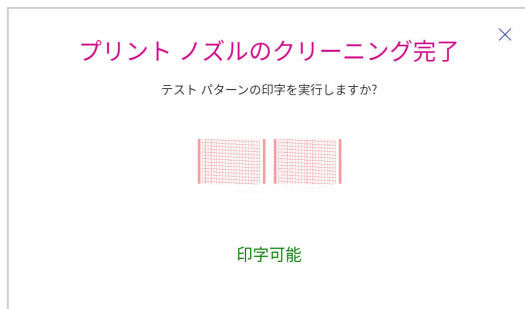 プリント ノズルのクリーニング完了
テスト パターンの印字を実行しますか?
印字可能